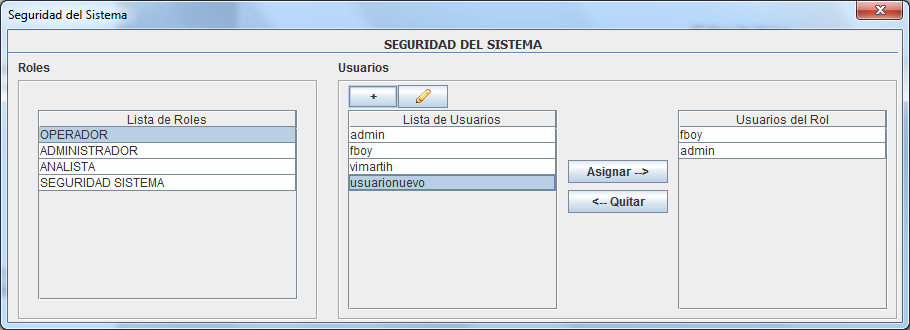 Seguridad del Sistema
SEGURIDAD DEL SISTEMA
Roles
Lista de Roles
OPERADOR
ADMINISTRADOR
ANALISTA
SEGURIDAD SISTEMA
Usuarios
+
Lista de Usuarios
admin
fboy
vimartih
usuarionuevo
Asignar -->
<-- Quitar
Usuarios del Rol
fboy
admin